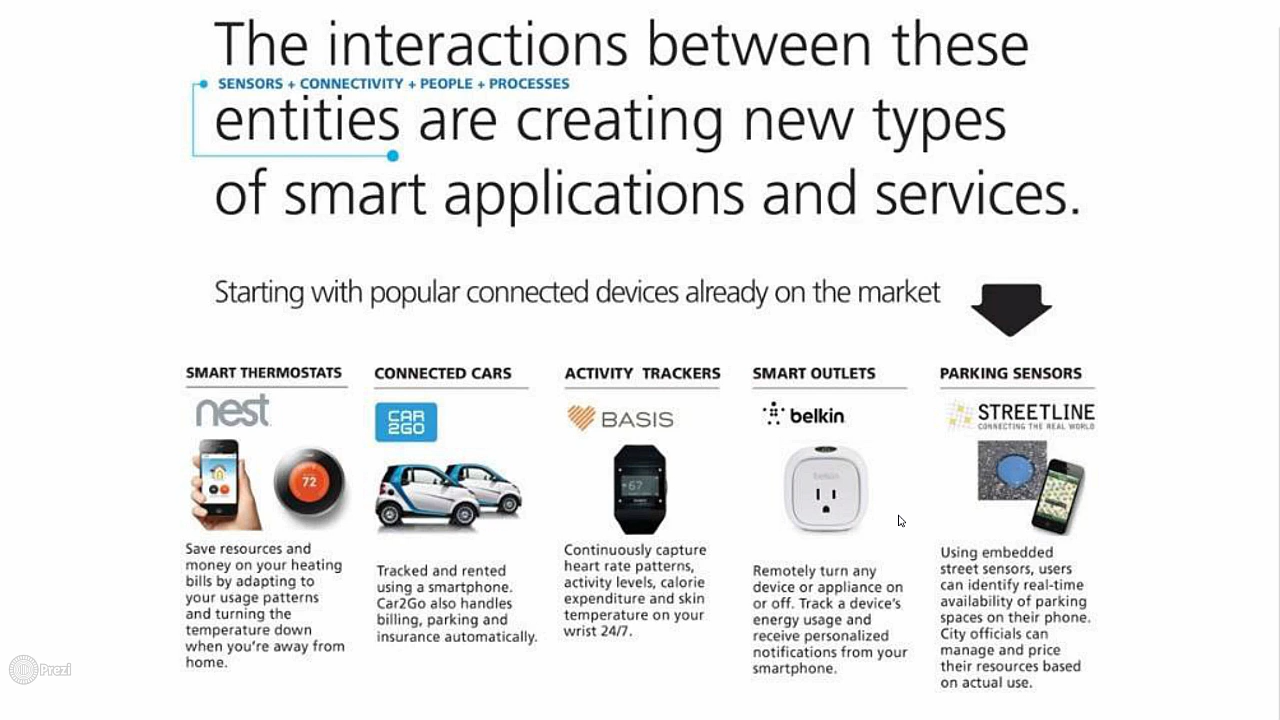 The interactions between these
SENSORS + CONNECTIVITY + PEOPLE + PROCESSES
entities are creating new types
of smart applications and services.
Starting with popular connected devices already on the market
SMART THERMOSTATS
nest
72
Save resources and
money on your heating
bills by adapting to
your usage patterns
and turning the
temperature down
when you're away from
home.
CONNECTED CARS
CAR
2GO
Tracked and rented
using a smartphone.
Car2Go also handles
billing, parking and
insurance automatically.
ACTIVITY TRACKERS
BASIS
67
Continuously capture
heart rate patterns,
activity levels, calorie
expenditure and skin
temperature on your
wrist 24/7.
SMART OUTLETS
belkin
belkin
Remotely turn any
device or appliance on
or off. Track a device's
energy usage and
receive personalized
notifications from your
smartphone.
PARKING SENSORS
STREETLINE
CONNECTING THE REAL WORLD
Using embedded
street sensors, users
can identify real-time
availability of parking
spaces on their phone.
City officials can
manage and price
their resources based
on actual use.
Prezi